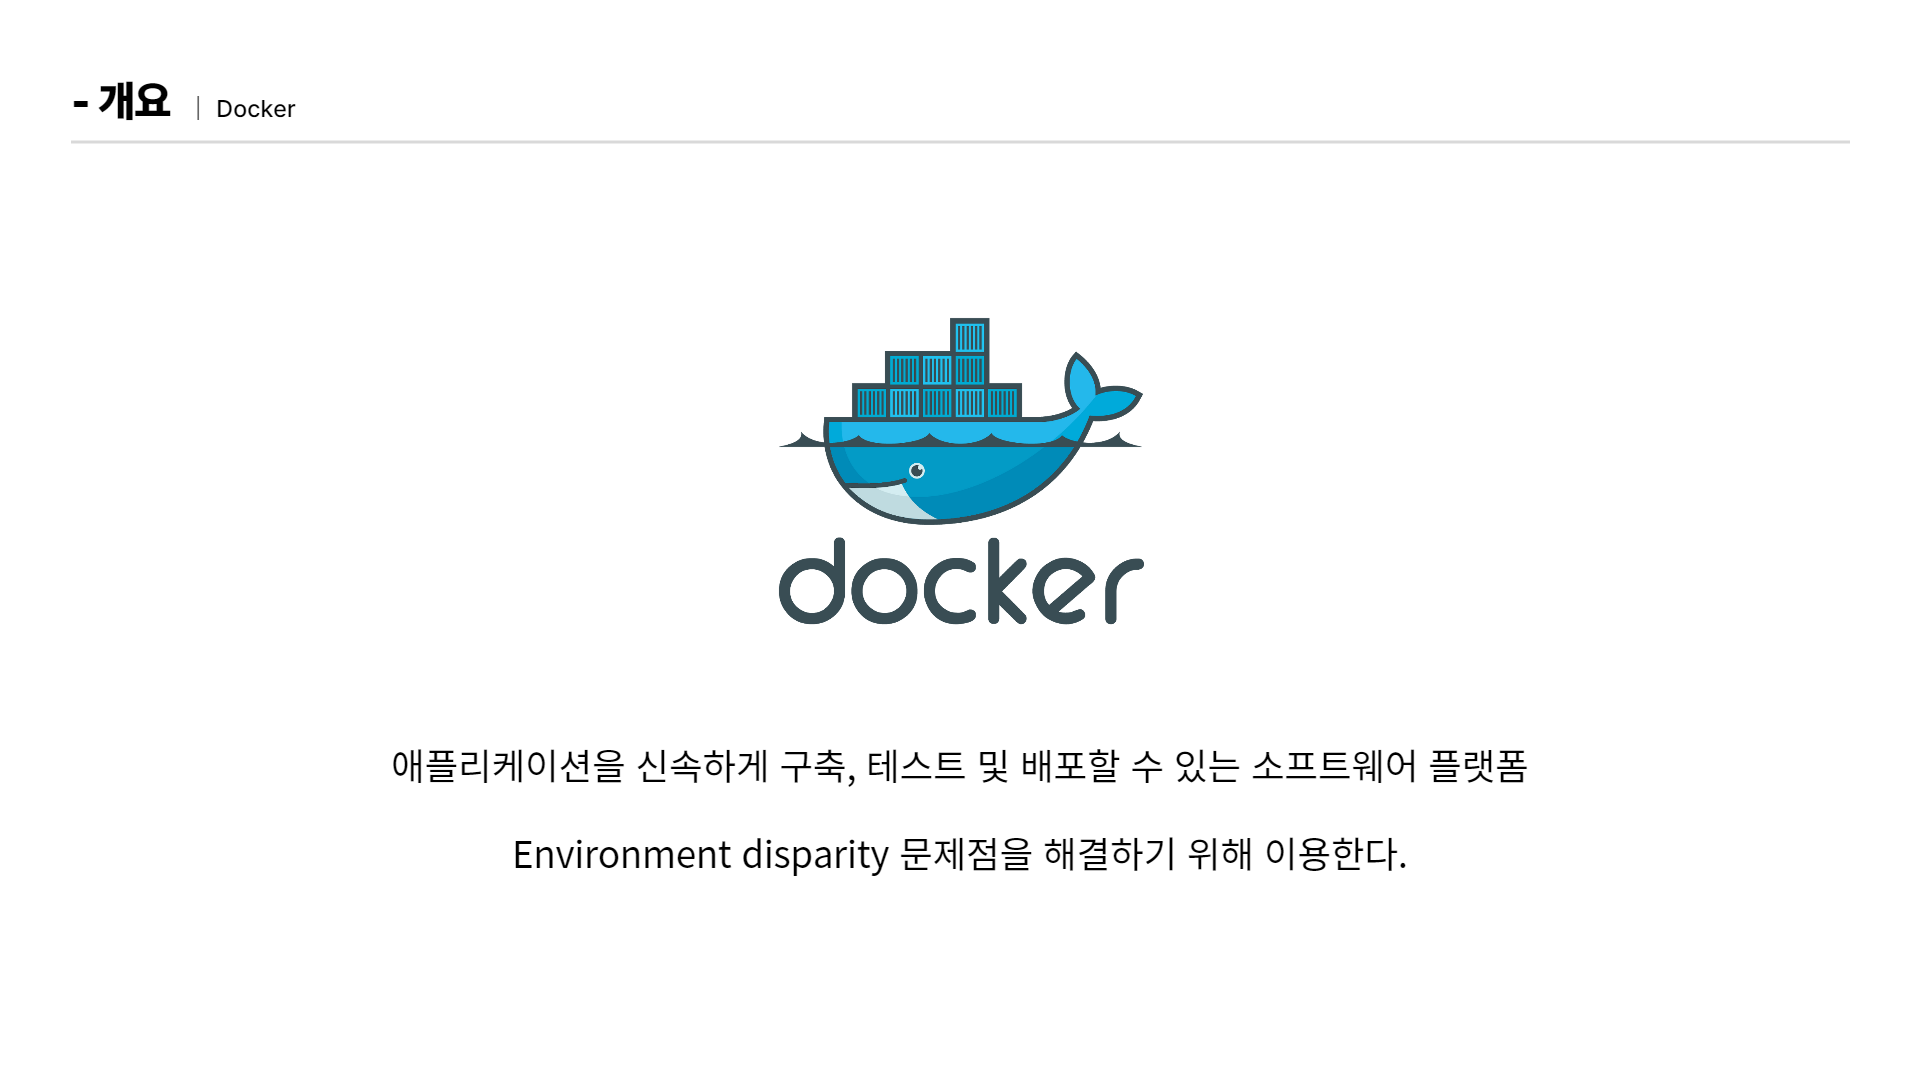 - 개요 | Docker
docker
애플리케이션을 신속하게 구축, 테스트 및 배포할 수 있는 소프트웨어 플랫폼
Environment disparity 문제점을 해결하기 위해 이용한다.